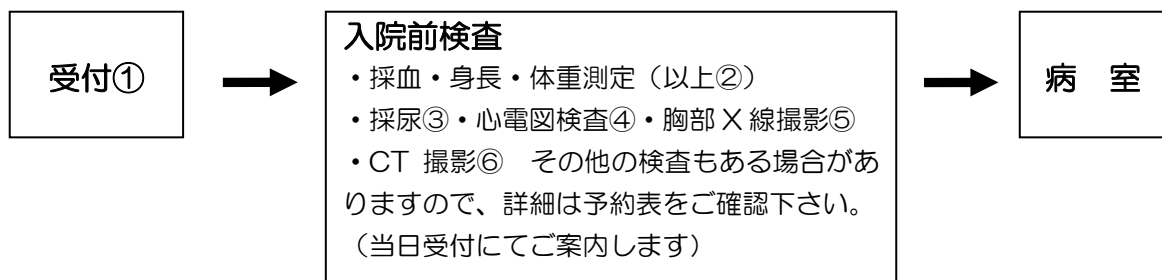 受付①
入院前検査
・採血・身長・体重測定（以上②）
・採尿③・心電図検査④・胸部X線撮影⑤
・CT 撮影⑥　その他の検査もある場合があ
りますので、詳細は予約表をご確認下さい。
（当日受付にてご案内します）
病　室